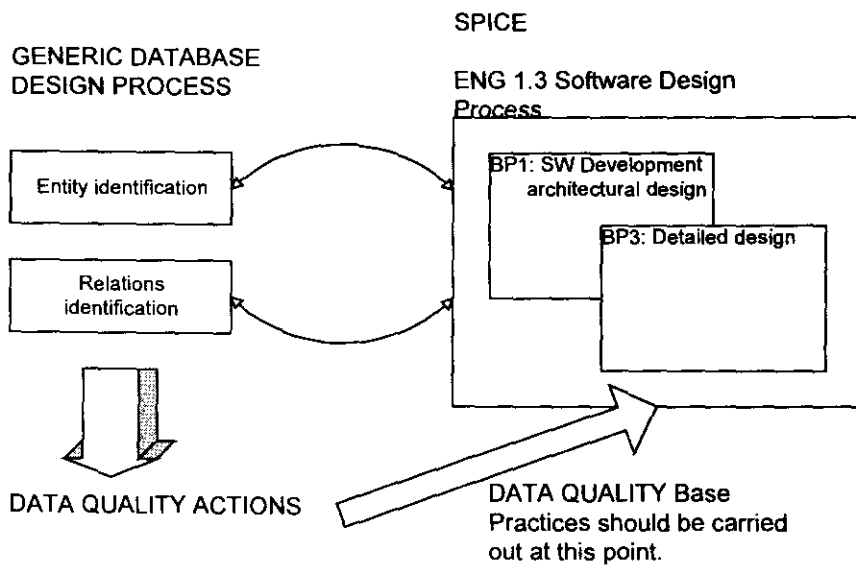 GENERIC DATABASE
DESIGN PROCESS
Entity identification
Relations
identification
DATA QUALITY ACTIONS
SPICE
ENG 1.3 Software Design
Process
BP1: SW Development
architectural design
BP3: Detailed design
DATA QUALITY Base
Practices should be carried
out at this point.